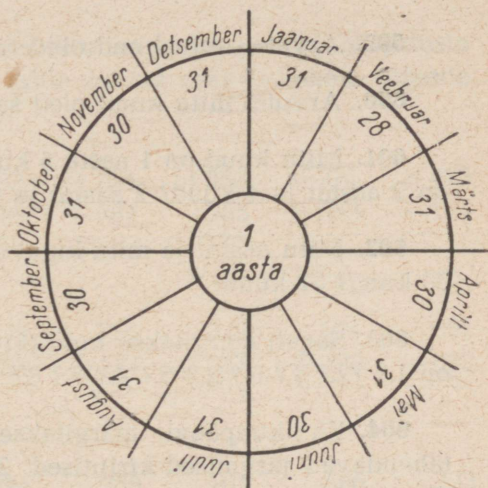 Jaanuar
31
Veebruar
28
Märts
31
Aprill
30
Mai
31
Juuni
30
Juuli
31
August
31
September
30
Oktoober
31
November
30
Detsember
31
1
aasta